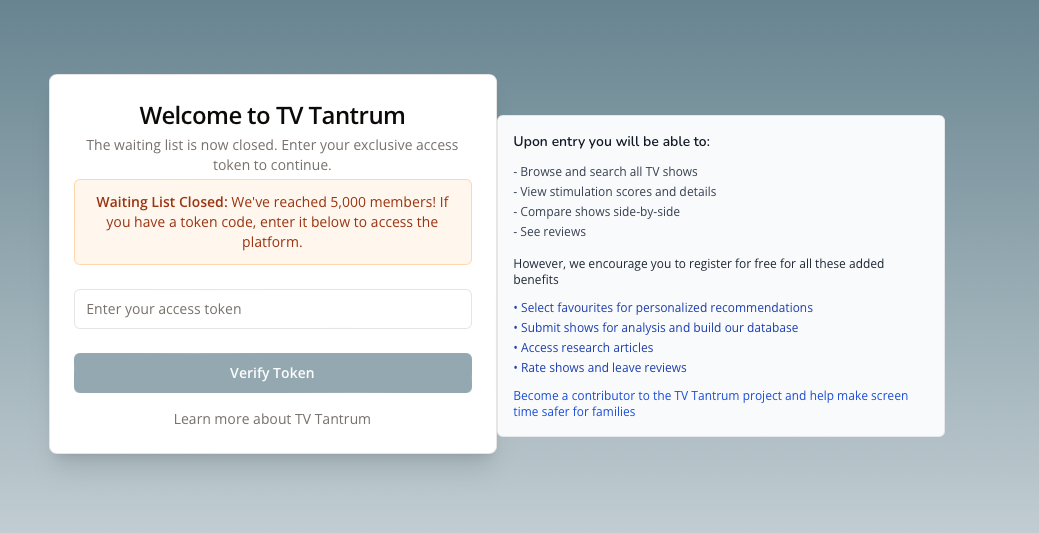 Welcome to TV Tantrum
The waiting list is now closed. Enter your exclusive access
token to continue.
Waiting List Closed: We've reached 5,000 members! If
you have a token code, enter it below to access the
platform.
Enter your access token
Verify Token
Learn more about TV Tantrum
Upon entry you will be able to:
- Browse and search all TV shows
- View stimulation scores and details
- Compare shows side-by-side
- See reviews
However, we encourage you to register for free for all these added
benefits
• Select favourites for personalized recommendations
• Submit shows for analysis and build our database
• Access research articles
• Rate shows and leave reviews
Become a contributor to the TV Tantrum project and help make screen
time safer for families